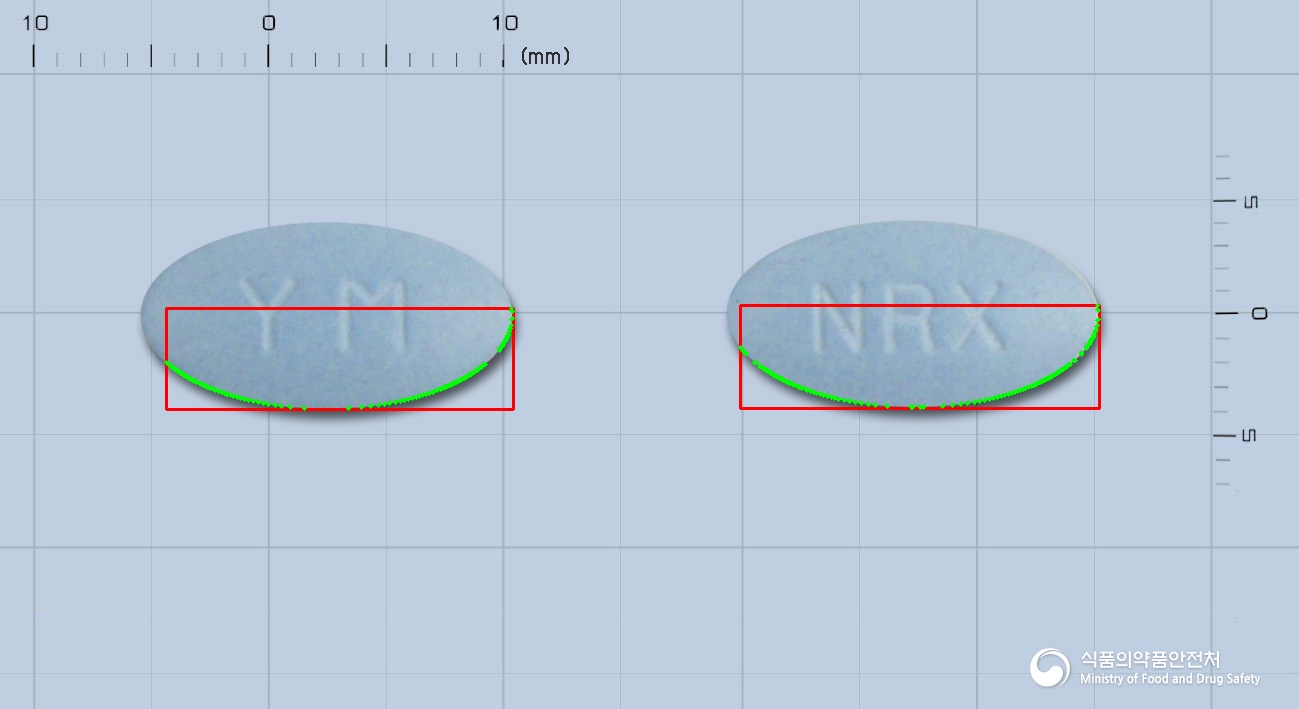 10 0 10
(mm)
YM
NRX
5
0
5
식품의약품안전처
Ministry of Food and Drug Safety